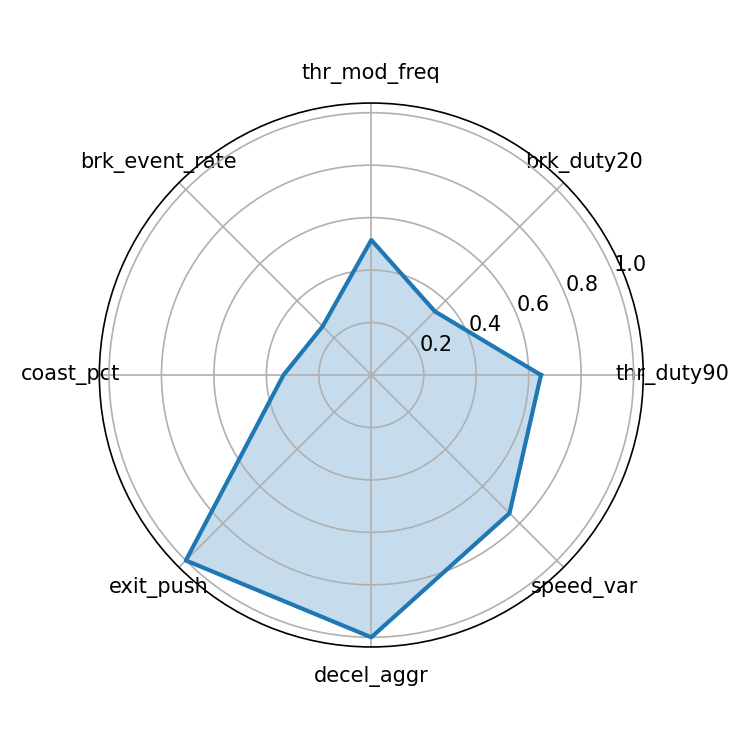 thr_mod_freq
brk_event_rate
brk_duty20
1.0
0.8
0.6
0.4
0.2
coast_pct
thr_duty90
exit_push
speed_var
decel_aggr